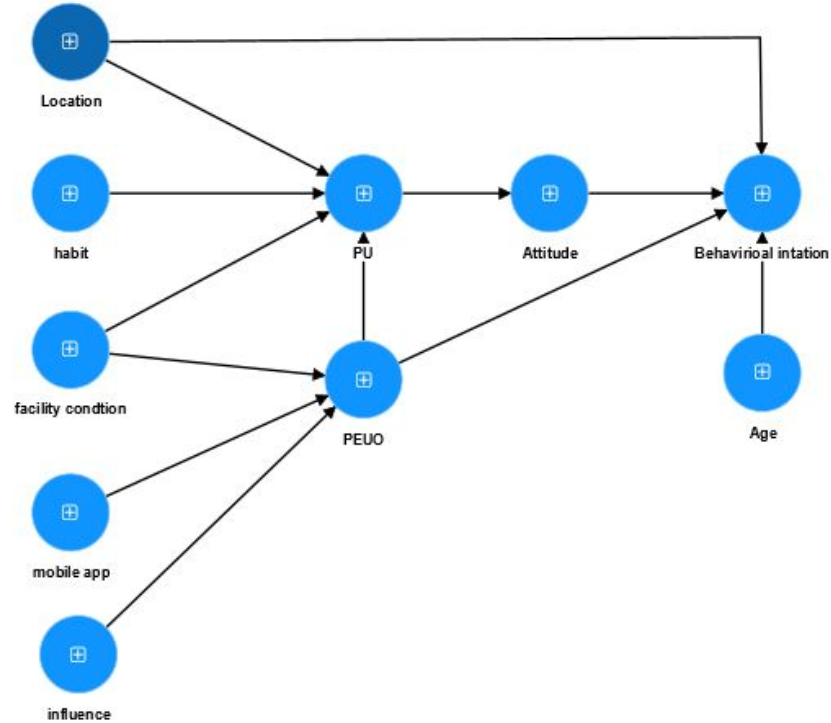 Location
habit
PU
Attitude
Behavirioal intation
facility condtion
PEUO
Age
mobile app
influence